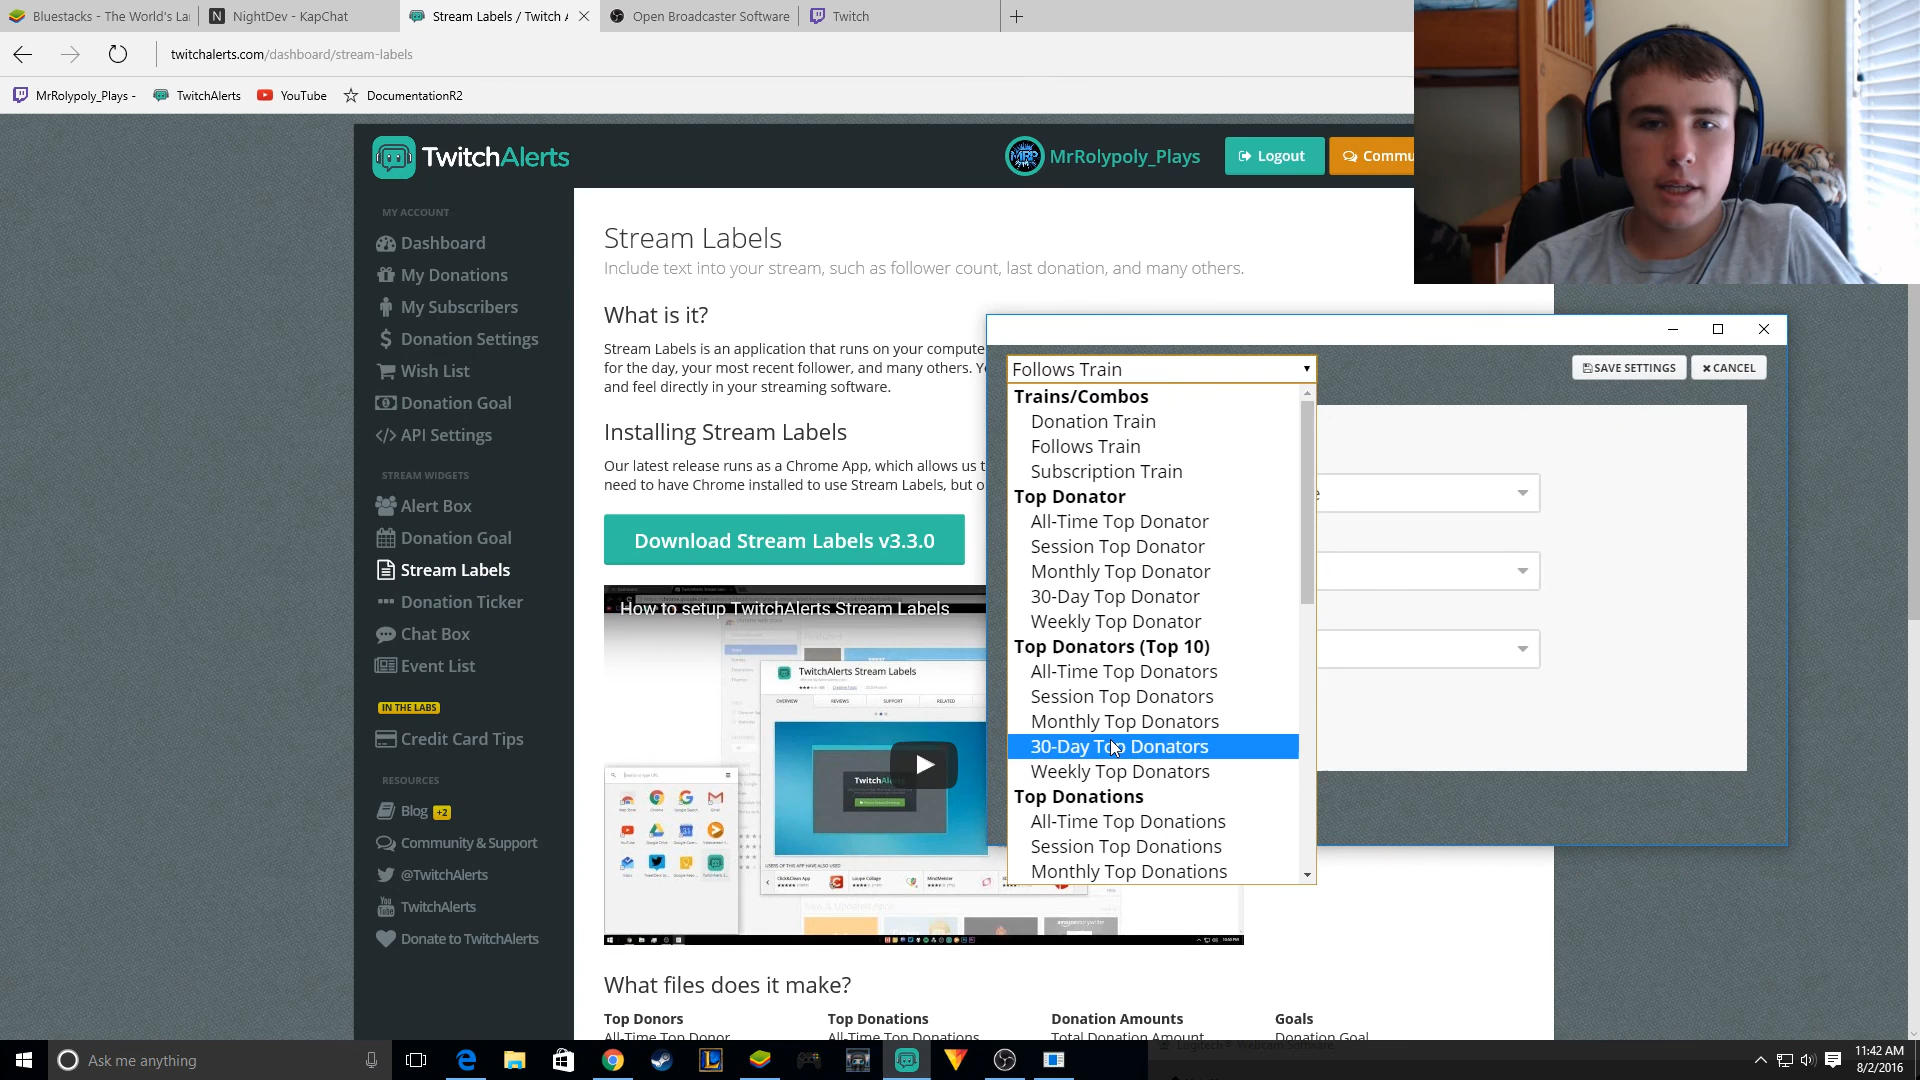 Bluestacks - The World's La
NightDev - KapChat
Stream Labels / Twitch A
Open Broadcaster Software
Twitch
twitchalerts.com/dashboard/stream-labels
MrRolypoly_Plays -
TwitchAlerts
YouTube
DocumentationR2
TwitchAlerts
MRP
MrRolypoly_Plays
Logout
Commu
MY ACCOUNT
Dashboard
My Donations
My Subscribers
Donation Settings
Wish List
Donation Goal
API Settings
STREAM WIDGETS
Alert Box
Donation Goal
Stream Labels
Donation Ticker
Chat Box
Event List
IN THE LABS
Credit Card Tips
RESOURCES
Blog +2
Community & Support
@TwitchAlerts
TwitchAlerts
Donate to TwitchAlerts
Stream Labels
Include text into your stream, such as follower count, last donation, and many others.
What is it?
Stream Labels is an application that runs on your compute
for the day, your most recent follower, and many others. Y
and feel directly in your streaming software.
Installing Stream Labels
Our latest release runs as a Chrome App, which allows us t
need to have Chrome installed to use Stream Labels, but o
Download Stream Labels v3.3.0
How to setup TwitchAlerts Stream Labels
TwitchAlerts Stream Labels
OVERVIEW
REVIEWS
SUPPORT
RELATED
What files does it make?
Top Donors
Top Donations
Donation Amounts
Goals
All-Time Top Donor
All-Time Top Donations
Total Donation Amount
Donation Goal
Follows Train
SAVE SETTINGS
CANCEL
Trains/Combos
Donation Train
Follows Train
Subscription Train
Top Donator
All-Time Top Donator
Session Top Donator
Monthly Top Donator
30-Day Top Donator
Weekly Top Donator
Top Donators (Top 10)
All-Time Top Donators
Session Top Donators
Monthly Top Donators
30-Day Top Donators
Weekly Top Donators
Top Donations
All-Time Top Donations
Session Top Donations
Monthly Top Donations
Ask me anything
11:42 AM
8/2/2016